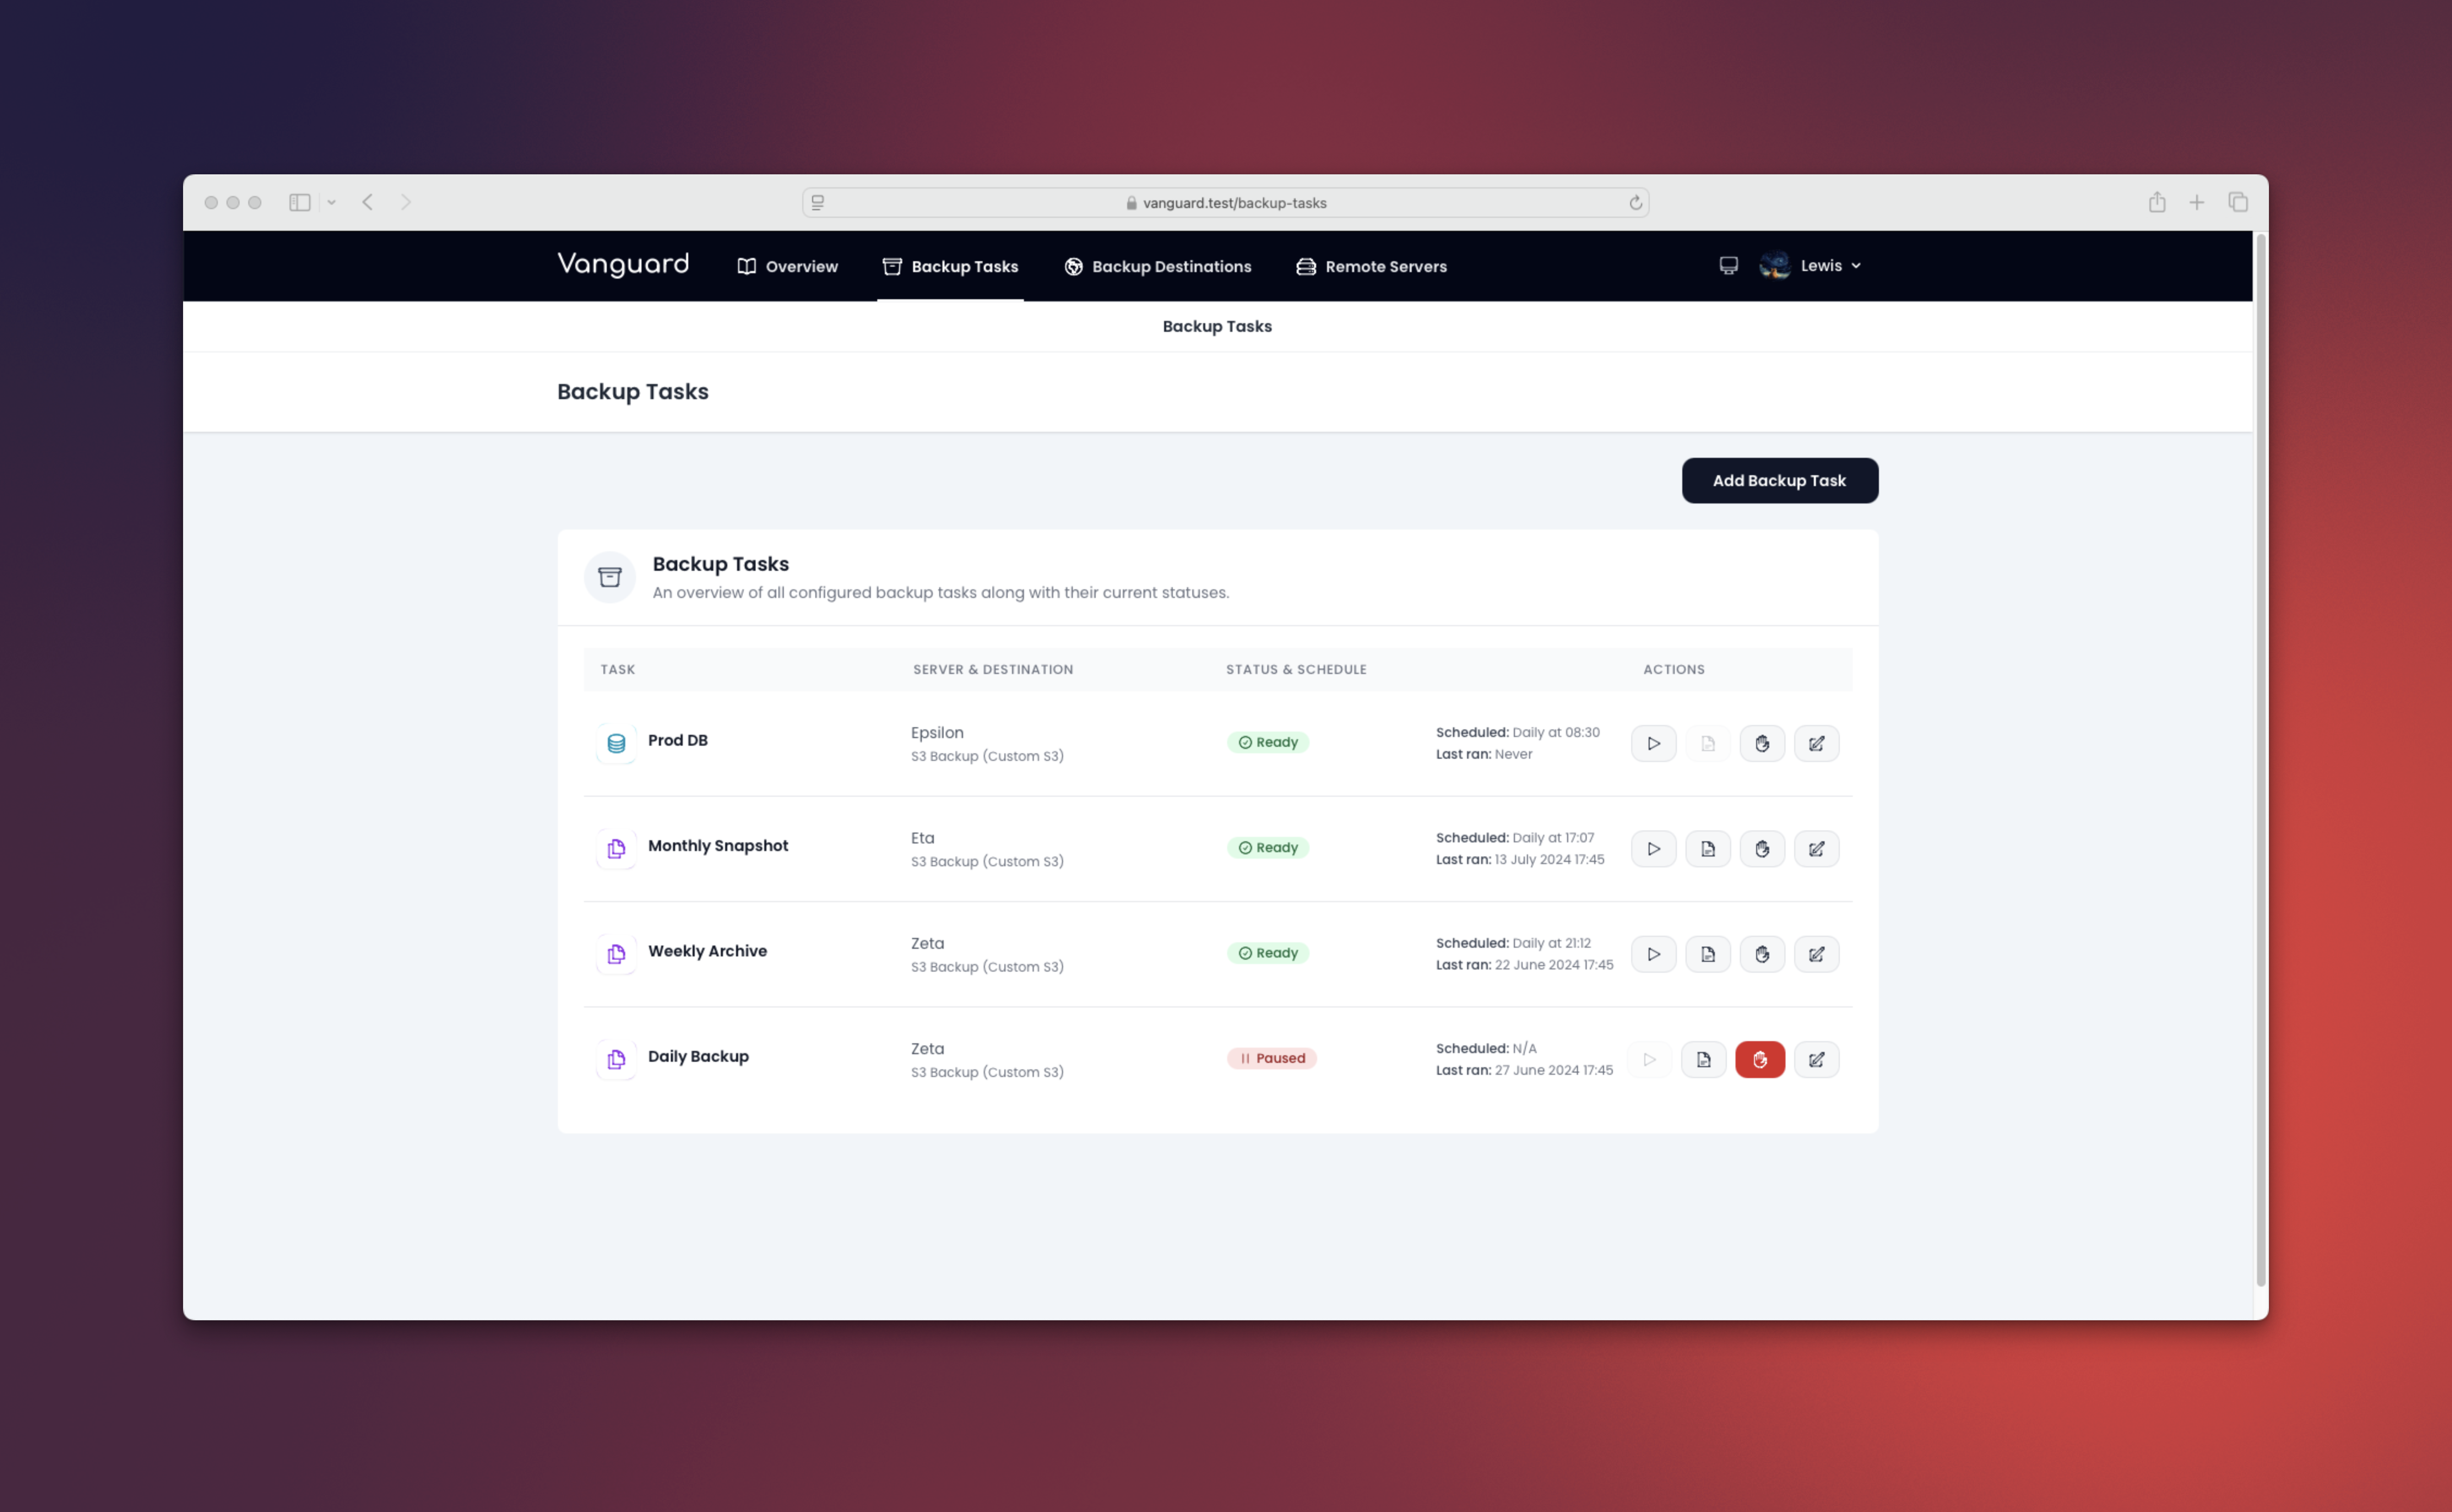 vanguard.test/backup-tasks
Vanguard Overview Backup Tasks Backup Destinations Remote Servers Lewis
Backup Tasks
Backup Tasks
Add Backup Task
Backup Tasks
An overview of all configured backup tasks along with their current statuses.
TASK SERVER & DESTINATION STATUS & SCHEDULE ACTIONS
Prod DB
Epsilon
S3 Backup (Custom S3)
Ready
Scheduled: Daily at 08:30
Last ran: Never
Monthly Snapshot
Eta
S3 Backup (Custom S3)
Ready
Scheduled: Daily at 17:07
Last ran: 13 July 2024 17:45
Weekly Archive
Zeta
S3 Backup (Custom S3)
Ready
Scheduled: Daily at 21:12
Last ran: 22 June 2024 17:45
Daily Backup
Zeta
S3 Backup (Custom S3)
Paused
Scheduled: N/A
Last ran: 27 June 2024 17:45